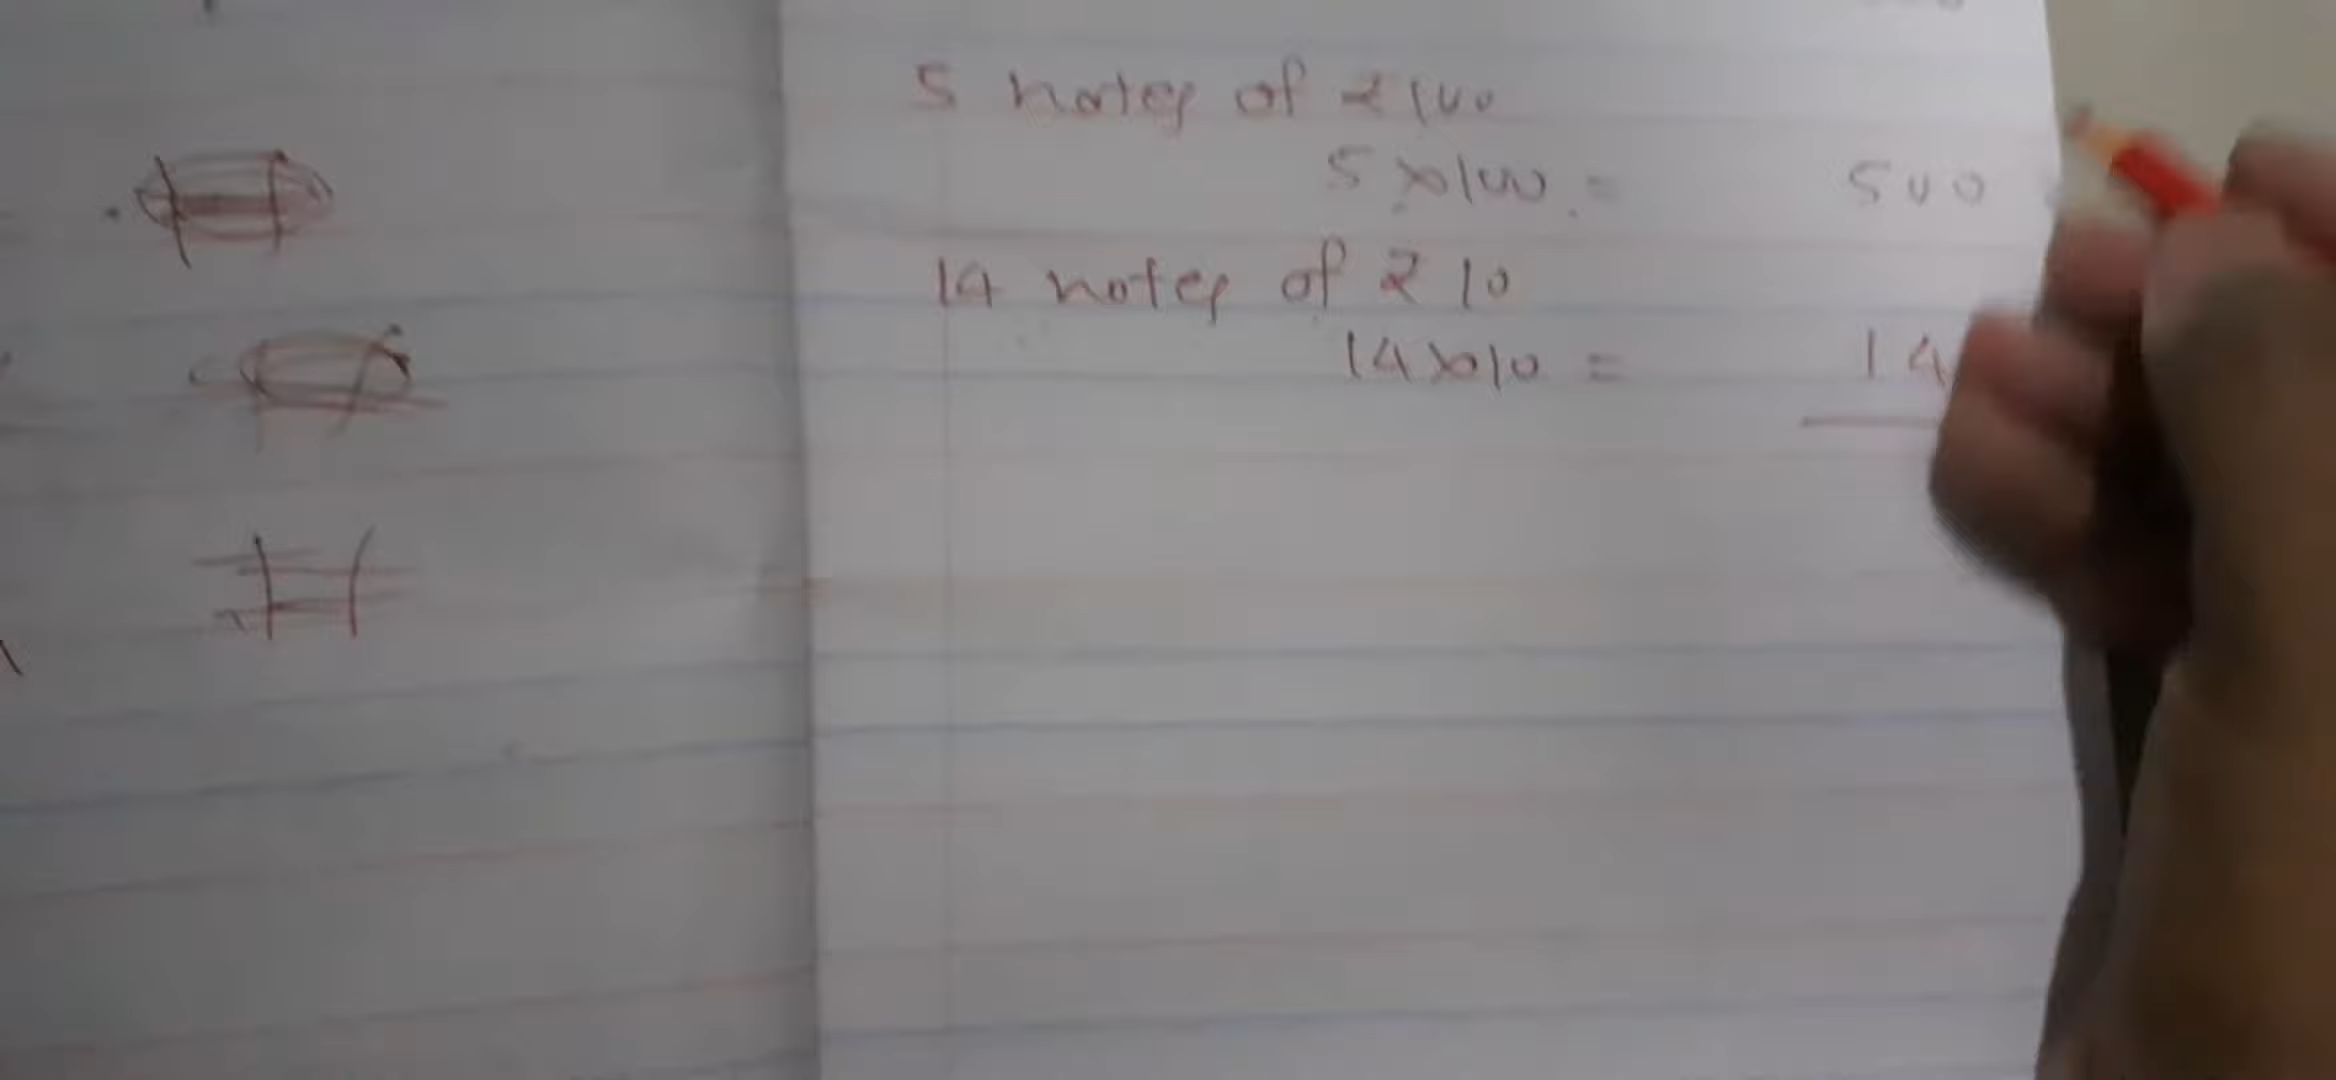 5 notes of ₹100
5 x 100 = 500
14 notes of ₹ 10
14 x 10 = 14